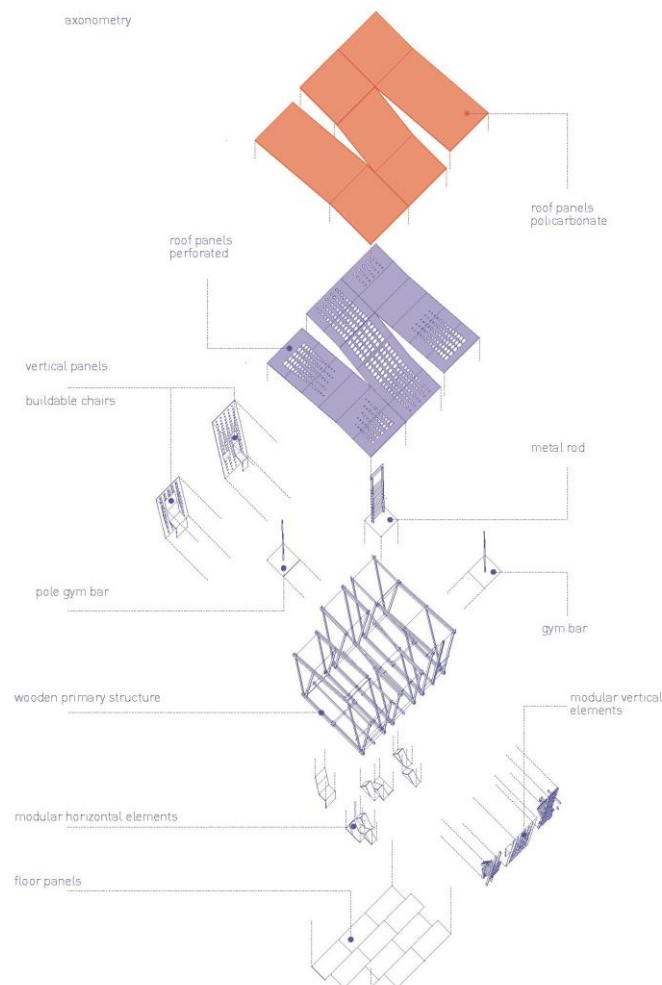 axonometry
roof panels
policarbonate
roof panels
perforated
vertical panels
buildable chairs
metal rod
pole gym bar
gym bar
wooden primary structure
modular vertical
elements
modular horizontal elements
floor panels